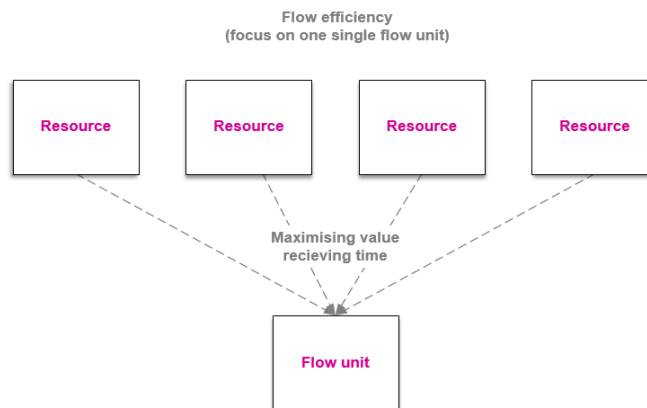 Flow efficiency
(focus on one single flow unit)
Resource
Resource
Resource
Resource
Maximising value
recieving time
Flow unit